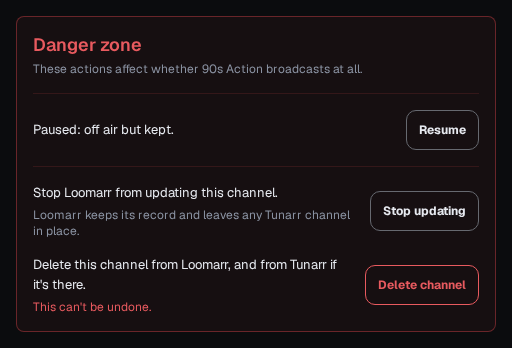 Danger zone
These actions affect whether 90s Action broadcasts at all.
Paused: off air but kept.
Resume
Stop Loomarr from updating this channel.
Loomarr keeps its record and leaves any Tunarr channel
in place.
Stop updating
Delete this channel from Loomarr, and from Tunarr if
it's there.
This can't be undone.
Delete channel